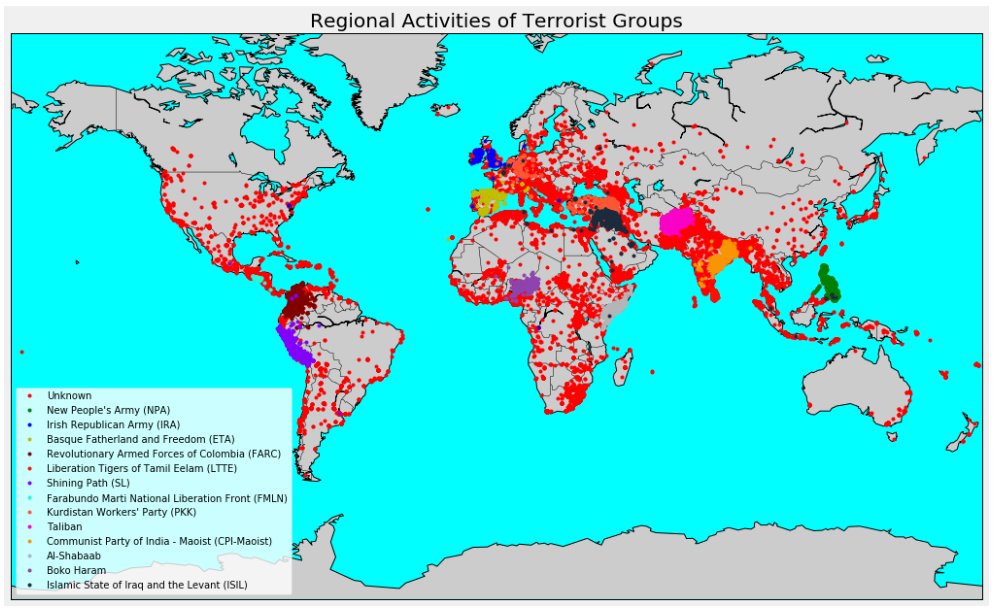 Regional Activities of Terrorist Groups
Unknown
New People's Army (NPA)
Irish Republican Army (IRA)
Basque Fatherland and Freedom (ETA)
Revolutionary Armed Forces of Colombia (FARC)
Liberation Tigers of Tamil Eelam (LTTE)
Shining Path (SL)
Farabundo Marti National Liberation Front (FMLN)
Kurdistan Workers' Party (PKK)
Taliban
Communist Party of India - Maoist (CPI-Maoist)
Al-Shabaab
Boko Haram
Islamic State of Iraq and the Levant (ISIL)